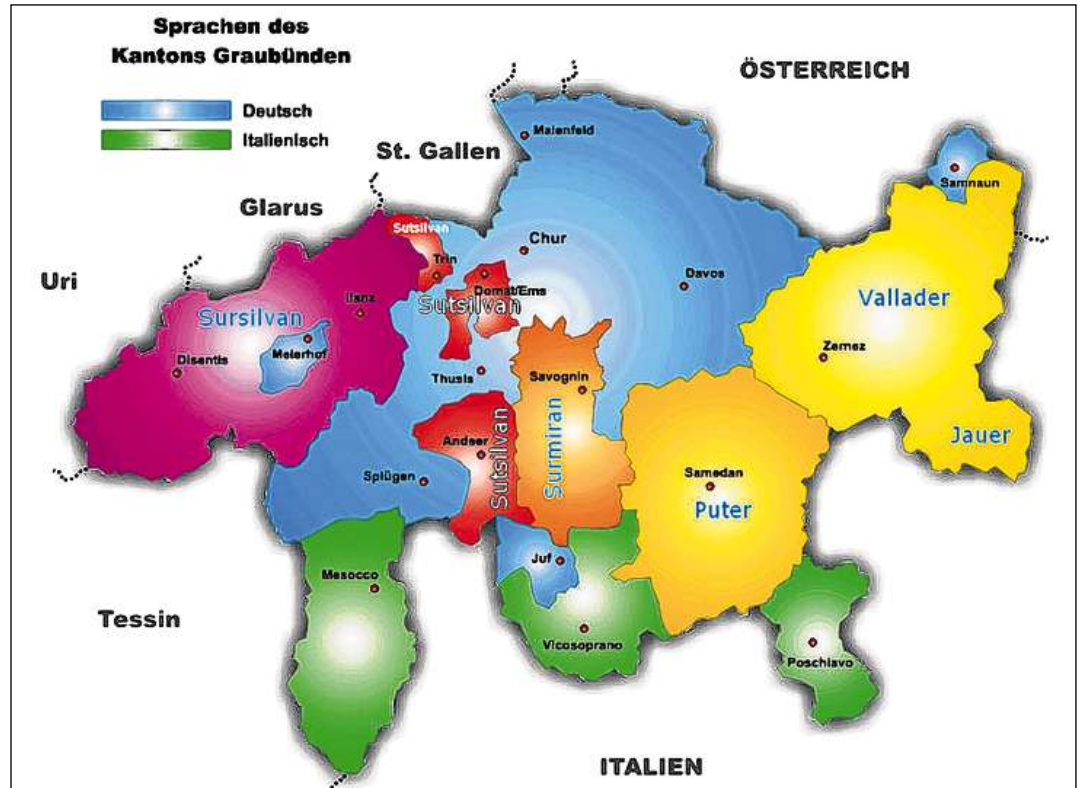 Sprachen des
Kantons Graubünden
Deutsch
Italienisch
ÖSTERREICH
St. Gallen
Glarus
Uri
Tessin
ITALIEN
Maienfeld
Samnaun
Sutsilvan
Trin
Chur
Domat/Ems
Sutsilvan
Davos
Vallader
Ilanz
Sursilvan
Meierhof
Disentis
Thusis
Savognin
Zernez
Andeer
Sutsilvan
Surmiran
Jauer
Splügen
Samedan
Puter
Juf
Mesocco
Vicosoprano
Poschiavo